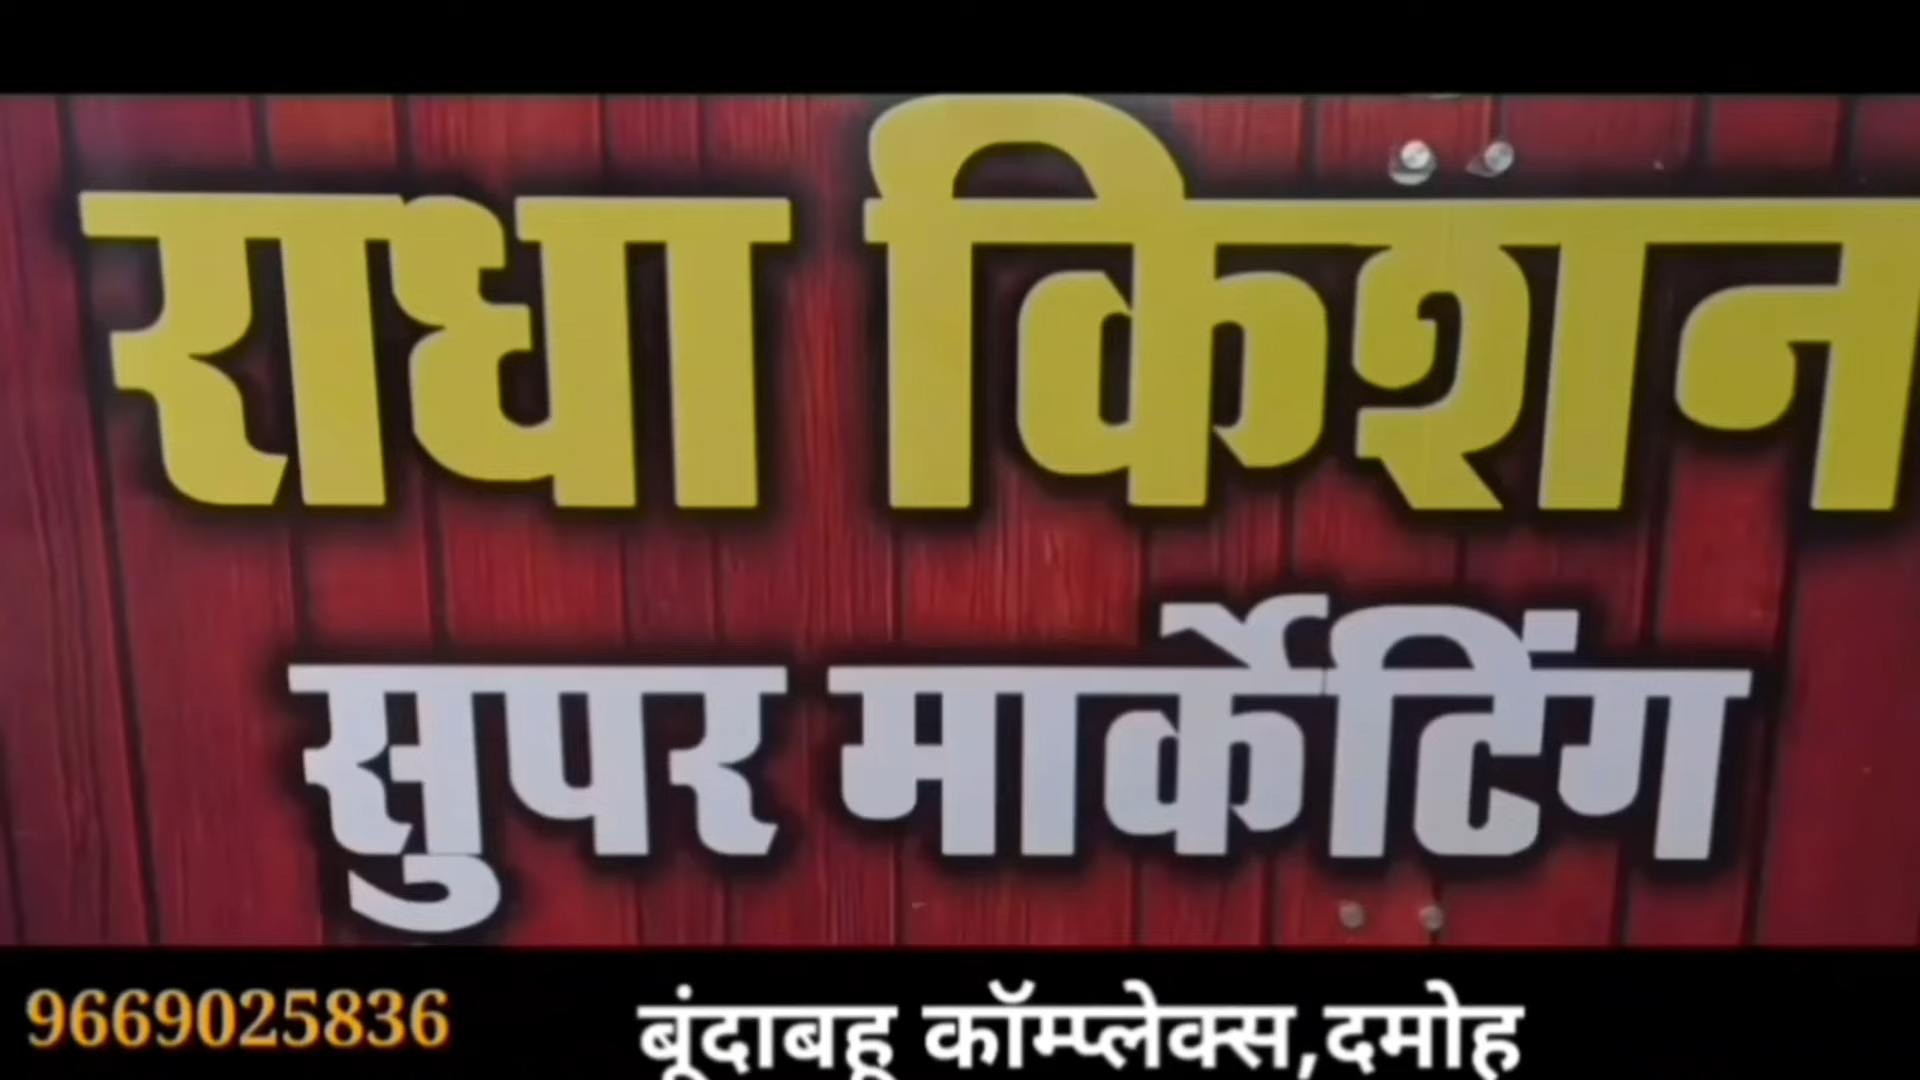 राधा किशन
सुपर मार्केटिंग
9669025836 बूंदाबहू कॉम्प्लेक्स,दमोह